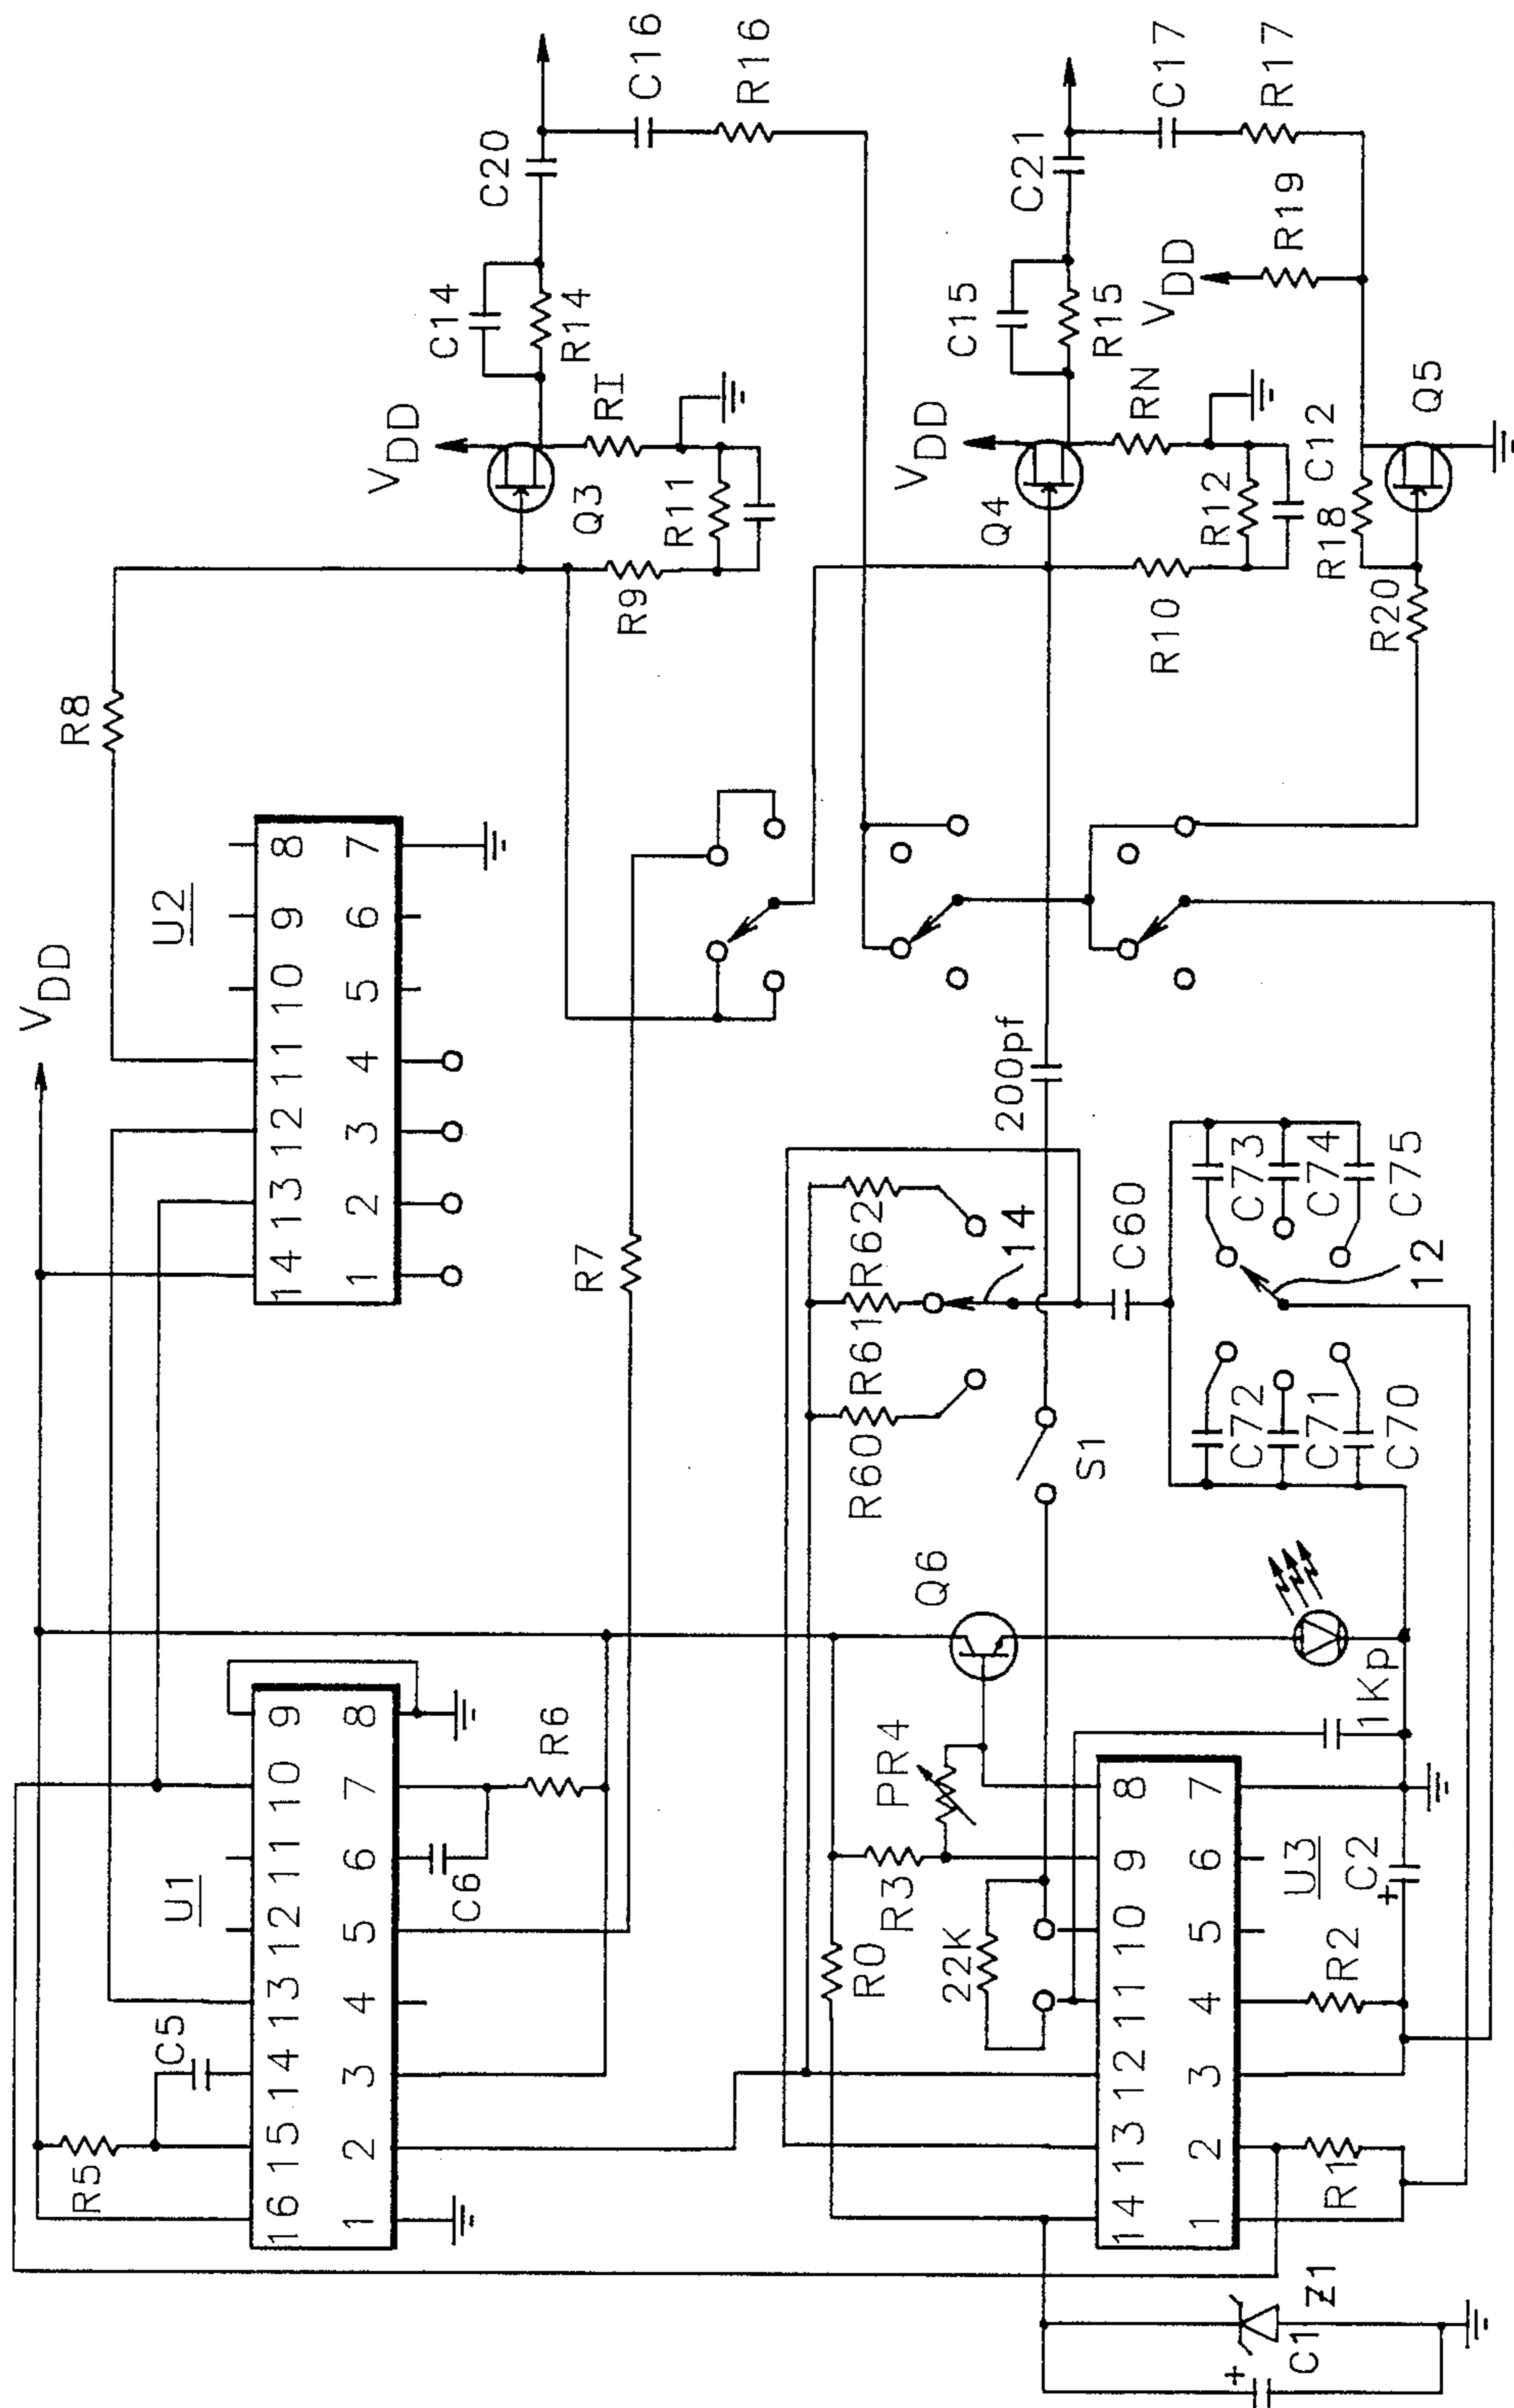 VDD
U2
14 13 12 11 10 9 8
1 2 3 4 5 6 7
R8
C14
R14
C20
C16
R16
VDD
Q3
RI
R11
R9
R5
C5
U1
16 15 14 13 12 11 10 9
1 2 3 4 5 6 7 8
C6
R6
R7
VDD
Q4
RN
R12
C12
R10
C15
R15
C21
C17
R17
VDD
R19
R18
R20
Q5
R0
R3
PR4
Q6
22K
S1
R60
R61
R62
14
200pf
C60
C72
C71
C70
C73
C74
C75
12
U3
14 13 12 11 10 9 8
1 2 3 4 5 6 7
1Kp
R1
R2
C2
+
Z1
C1
+